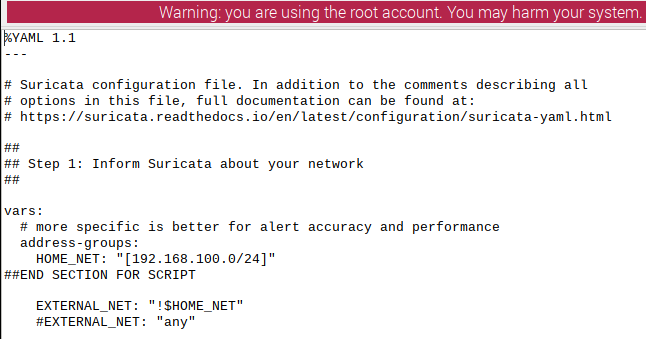 Warning: you are using the root account. You may harm your system.
%YAML 1.1
---
# Suricata configuration file. In addition to the comments describing all
# options in this file, full documentation can be found at:
# https://suricata.readthedocs.io/en/latest/configuration/suricata-yaml.html
##
## Step 1: Inform Suricata about your network
##
vars:
  # more specific is better for alert accuracy and performance
  address-groups:
    HOME_NET: "[192.168.100.0/24]"
##END SECTION FOR SCRIPT
    EXTERNAL_NET: "!$HOME_NET"
    #EXTERNAL_NET: "any"